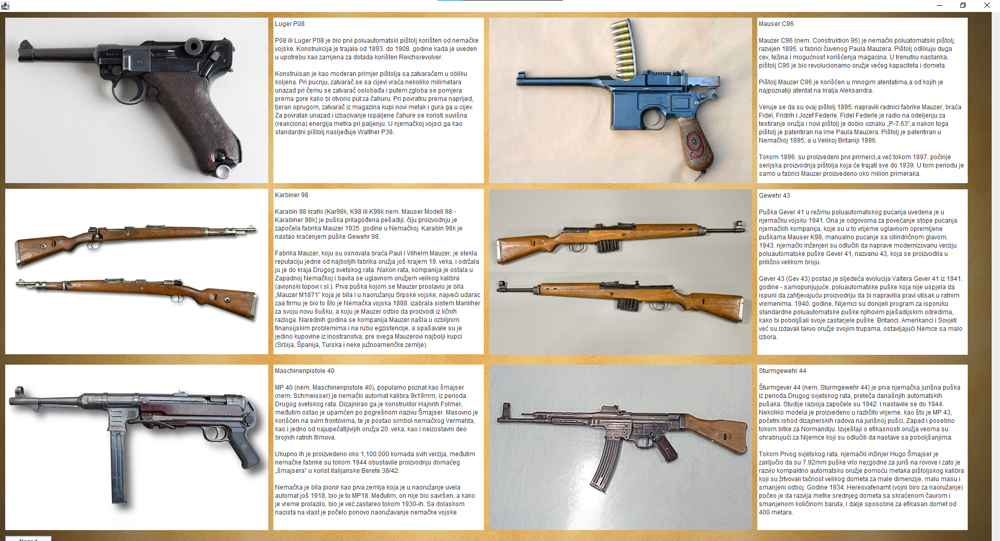 Luger P08
P08 ili Luger P08 je bio prvi poluautomatski pištolj korišten od nemačke
vojske. Konstrukcija je trajala od 1893. do 1908. godine kada je uveden
u upotrebu kao zamjena za dotada korišten Reichsrevolver.
Konstruisan je kao moderan primjer pištolja sa zatvaračem u obliku
koljena. Pri pucnju, zatvarač se sa cijevi vraća nekoliko milimetara
unazad pri čemu se zatvarač oslobađa i putem zgloba se pomjera
prema gore kako bi otvorio put za čahuru. Pri povratku prema naprijed,
tjeran oprugom, zatvarač iz magazina kupi novi metak i gura ga u cijev.
Za povratak unazad i izbacivanje ispaljene čahure se koristi suvišna
(reakciona) energija metka pri paljenju. U njemačkoj vojsci ga kao
standardni pištolj nasljeđuje Walther P38.
Mauser C96
Mauzer C96 (nem. Construktion 96) je nemački poluatomatski pištolj,
razvijen 1895. u fabrici čuvenog Paula Mauzera. Pištolj odlikuju duga
cev, težina i mogućnost korišćenja magacina. U trenutku nastanka,
pištolj C96 je bio revolucionarno oružje većeg kapaciteta i dometa.
Pištolj Mauzer C96 je korišćen u mnogim atentatima,a od kojih je
najpoznatiji atentat na kralja Aleksandra.
Veruje se da su ovaj pištolj 1895. napravili radnici fabrike Mauzer, braća
Fidel, Fridrih i Jozef Federle. Fidel Federle je radio na odeljenju za
testiranje oružja i novi pištolj je dobio oznaku „P-7.63”,a nakon toga
pištolj je patentiran na ime Paula Mauzera. Pištolj je patentiran u
Nemačkoj 1895, a u Velikoj Britaniji 1896.
Tokom 1896. su proizvedeni prvi primerci,a već tokom 1897. počinje
serijska proizvodnja pištolja koja će trajati sve do 1939. U tom periodu je
samo u fabrici Mauzer proizvedeno oko milion primeraka.
Karbiner 98
Karabin 98 kratki (Kar98k, K98 ili K98k nem. Mauser Modell 98 -
Karabiner 98k) je puška prilagođena pešadiji, čiju proizvodnju je
započela fabrika Mauzer 1935. godine u Nemačkoj. Karabin 98k je
nastao kraćenjem puške Gewehr 98.
Fabrika Mauzer, koju su osnovala braća Paul i Vilhelm Mauzer, je stekla
reputaciju jedne od najboljih fabrika oružja još krajem 19. veka, i održala
ju je do kraja Drugog svetskog rata. Nakon rata, kompanija je ostala u
Zapadnoj Nemačkoj i bavila se uglavnom oružjem velikog kalibra
(avionski topovi i sl.). Prva puška kojom se Mauzer proslavio je bila
„Mauzer M1871" koja je bila i u naoružanju Srpske vojske, najveći udarac
zaa firmu je bio to što je Nemačka vojska 1888. izabrala sistem Manliher
za svoju novu šušku, a koju je Mauzer odbio da proizvodi iz ličnih
razloga. Narednih godina se kompanija Mauzer našla u ozbiljnim
finansijskim problemima i na rubu egzistencije, a spašavale su je
jedino kupovine iz inostranstva, pre svega Mauzerovi najbolji kupci
(Srbija, Španija, Turska i neke južnoameričke zemlje).
Gewehr 43
Puška Gever 41 u režimu poluautomatskog pucanja uvedena je u
njemačku vojsku 1941. Ona je odgovorna za povećanje stope pucanja
njemačkih kompanija, koje su u to vrijeme uglavnom opremljene
puškama Mauser K98, manualno pucanje sa cilindričnom glavom.
1943. njemački inženjeri su odlučili da naprave modernizovanu verziju
poluautomatske puške Gever 41, nazvanu 43, koja se proizvodila u
prilično velikom broju.
Gever 43 (Gev 43) postao je sljedeća evolucija Valtera Gever 41 iz 1941.
godine - samopunjujuće, poluautomatske puške koja nije uspjela da
ispuni da zahtjevajuću proizvodnju da bi napravilia pravi utisak u ratnim
vremenima. 1940. godine, Nijemci su donijeli program za isporuku
standardne poluautomatske puške njihovim pješadijskim odredima,
kako bi poboljšali svoje zastarjele puške. Britanci, Amerikanci i Sovjeti
već su izdavali takvo oružje svojim trupama, ostavljajući Nemce sa malo
izbora.
Maschinenpistole 40
MP 40 (nem. Maschinenpistole 40), popularno poznat kao šmajser
(nem. Schmeisser) je nemački automat kalibra 9x19mm, iz perioda
Drugog svetskog rata. Dizajnirao ga je konstruktor Hajnrih Folmer,
međutim ostao je upamćen po pogrešnom nazivu Šmajser. Masovno je
korišćen na svim frontovima, te je postao simbol nemačkog Vermahta,
kao i jedno od najupečatljivijih oružja 20. veka, kao i neizostavni deo
brojnih ratnih filmova.
Ukupno ih je proizvedeno oko 1,100.000 komada svih verzija, međutim
nemačke fabrike su tokom 1944 obustavile proizvodnju domaćeg
„šmajsera” u korist italijanske Berete 38/42.
Nemačka je bila pionir kao prva zemlja koja je u naoružanje uvela
automat još 1918, bio je to MP18. Međutim, on nije bio savršen, a kako
je vreme prolazilo, bio je već zastareo tokom 1930-ih. Sa dolaskom
nacista na vlast je počelo ponovo naoružavanje nemačke vojske.
Sturmgewehr 44
Šturmgever 44 (nem. Sturmgewehr 44) je prva njemačka jurišna puška
iz perioda Drugog svjetskog rata, preteča današnjih automatskih
pušaka. Studije razvoja započele su 1942. i nastavile se do 1944.
Nekoliko modela je proizvedeno u različito vrijeme, kao što je MP 43,
početni ishod dizajnerskih radova na jurišnoj pušci, Zapad i posebno
tokom bitke za Normandiju. Izvještaji o efikasnosti oružja veoma su
ohrabrujući za Nijemce koji su odlučili da nastave sa poboljšanjima.
Tokom Prvog svjetskog rata, njemački inžinjer Hugo Šmajser je
zaključio da su 7.92mm puške vrlo nezgodne za juriš na rovove i zato je
razvio kompaktno automatsko oružje pomoću metaka pištoljskog kalibra
koji su žrtvovali tačnost velikog dometa za male dimenzije, malu masu i
smanjeni odboj. Godine 1934. Heresvafenamt (vojni biro za naoružanje)
počeo je da razvija metke srednjeg dometa sa skraćenom čaurom i
smanjenom količinom baruta, i dalje sposobne za efikasan domet od
400 metara.